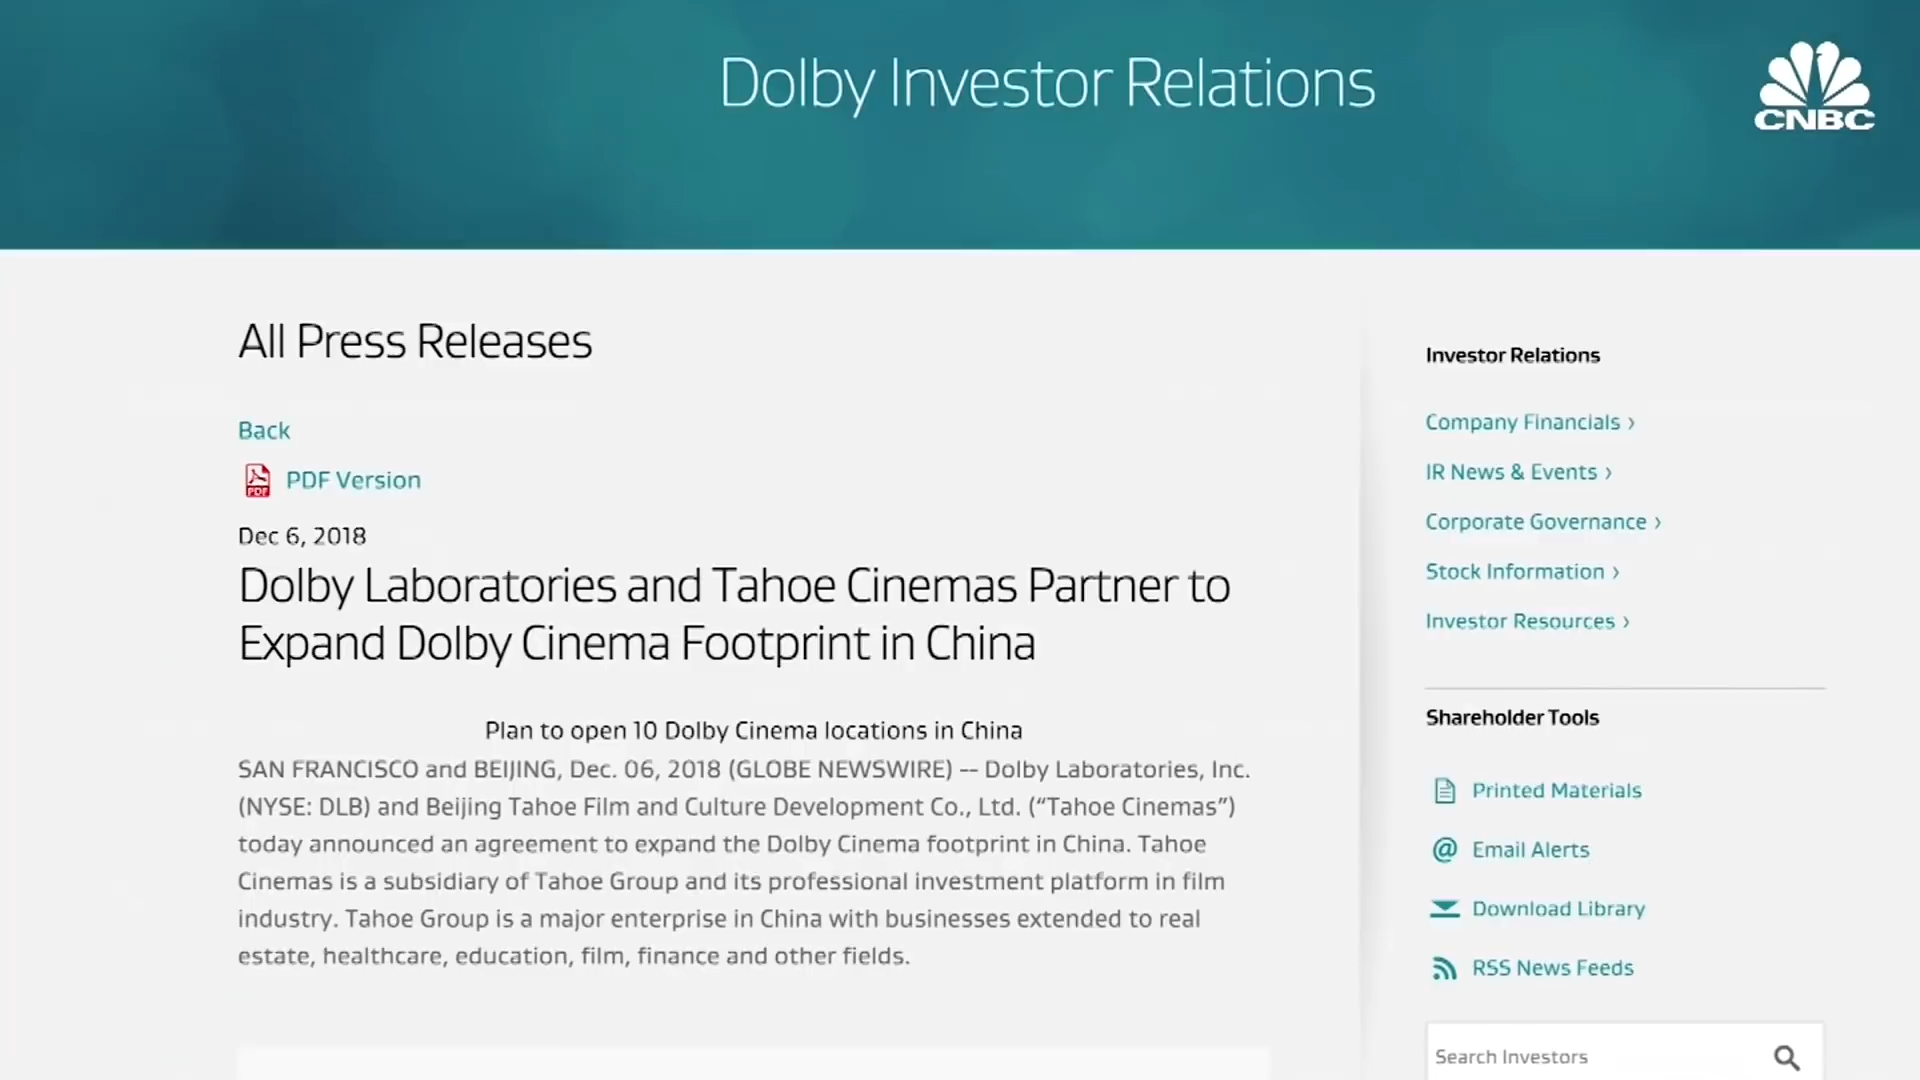 Dolby Investor Relations
CNBC
All Press Releases
Back
PDF
PDF Version
Dec 6, 2018
Dolby Laboratories and Tahoe Cinemas Partner to
Expand Dolby Cinema Footprint in China
Plan to open 10 Dolby Cinema locations in China
SAN FRANCISCO and BEIJING, Dec. 06, 2018 (GLOBE NEWSWIRE) -- Dolby Laboratories, Inc.
(NYSE: DLB) and Beijing Tahoe Film and Culture Development Co., Ltd. (“Tahoe Cinemas”)
today announced an agreement to expand the Dolby Cinema footprint in China. Tahoe
Cinemas is a subsidiary of Tahoe Group and its professional investment platform in film
industry. Tahoe Group is a major enterprise in China with businesses extended to real
estate, healthcare, education, film, finance and other fields.
Investor Relations
Company Financials ›
IR News & Events ›
Corporate Governance ›
Stock Information ›
Investor Resources ›
Shareholder Tools
Printed Materials
@ Email Alerts
Download Library
RSS News Feeds
Search Investors